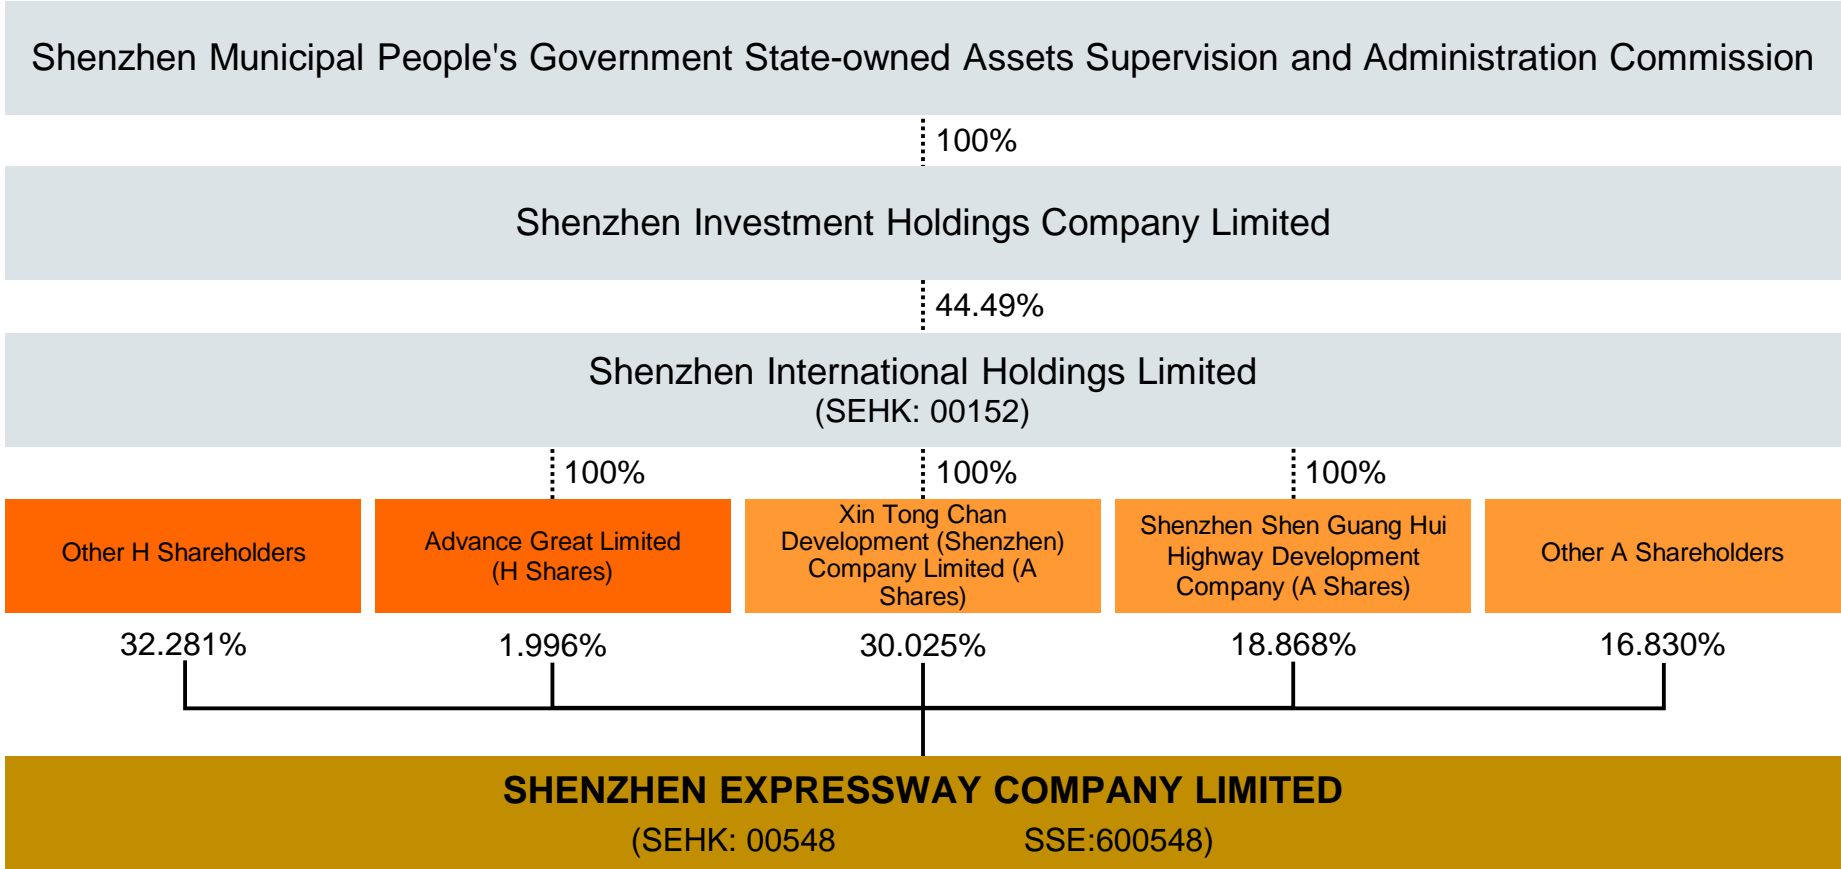 Shenzhen Municipal People's Government State-owned Assets Supervision and Administration Commission
100%
Shenzhen Investment Holdings Company Limited
44.49%
Shenzhen International Holdings Limited
(SEHK: 00152)
100%
100%
100%
Other H Shareholders
Advance Great Limited
(H Shares)
Xin Tong Chan
Development (Shenzhen)
Company Limited (A
Shares)
Shenzhen Shen Guang Hui
Highway Development
Company (A Shares)
Other A Shareholders
32.281%
1.996%
30.025%
18.868%
16.830%
SHENZHEN EXPRESSWAY COMPANY LIMITED
(SEHK: 00548 SSE:600548)